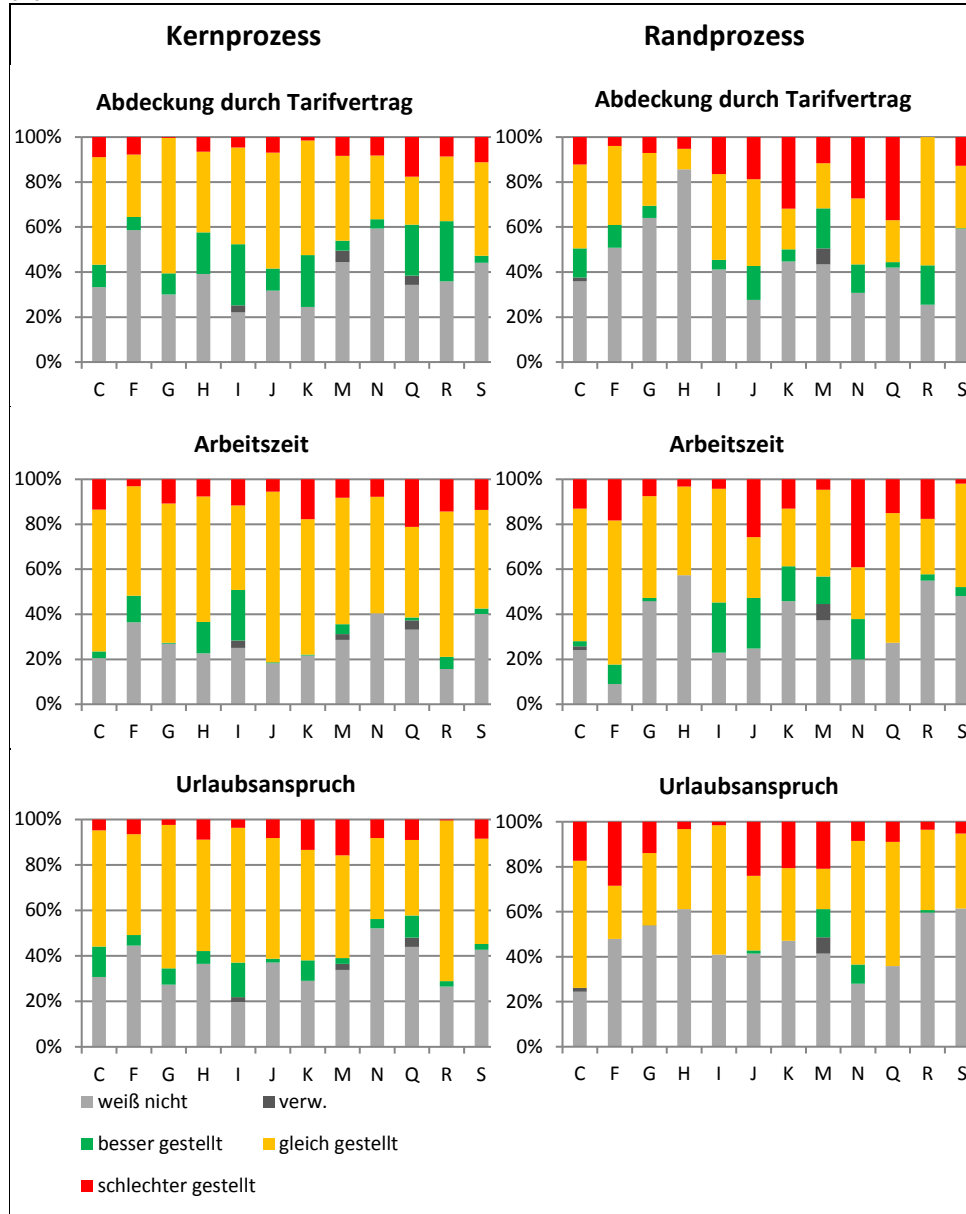 Kernprozess
Randprozess
Abdeckung durch Tarifvertrag
100%
80%
60%
40%
20%
0%
C F G H I J K M N Q R S
Abdeckung durch Tarifvertrag
100%
80%
60%
40%
20%
0%
C F G H I J K M N Q R S
Arbeitszeit
100%
80%
60%
40%
20%
0%
C F G H I J K M N Q R S
Arbeitszeit
100%
80%
60%
40%
20%
0%
C F G H I J K M N Q R S
Urlaubsanspruch
100%
80%
60%
40%
20%
0%
C F G H I J K M N Q R S
Urlaubsanspruch
100%
80%
60%
40%
20%
0%
C F G H I J K M N Q R S
weiß nicht verw.
besser gestellt gleich gestellt
schlechter gestellt